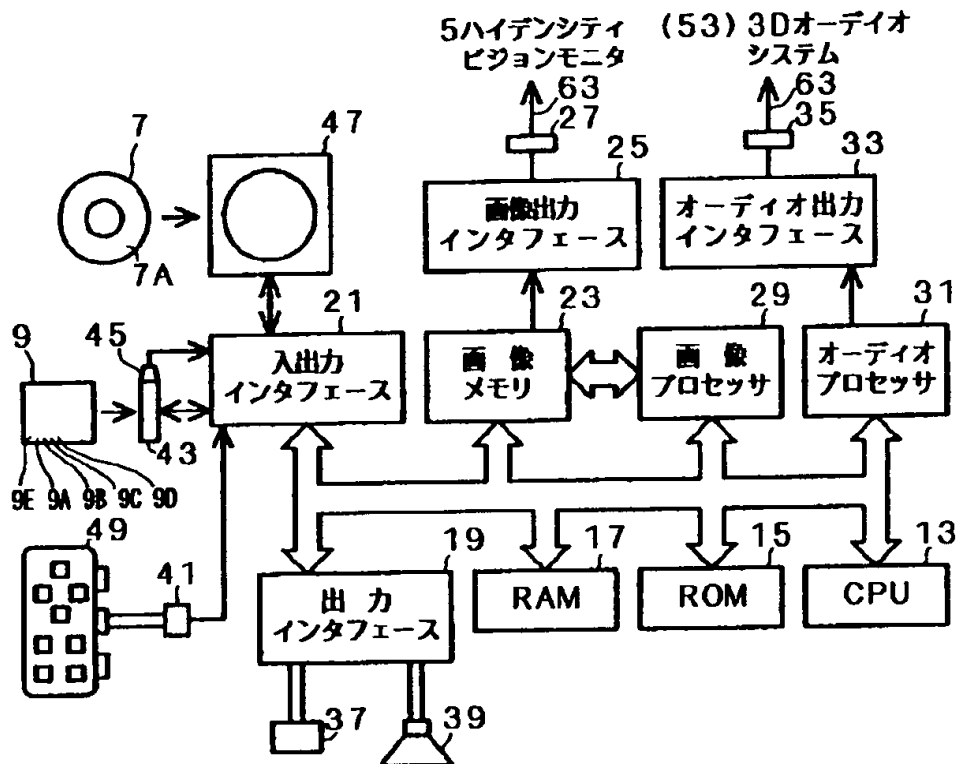 5ハイデンシティ
ビジョンモニタ
(53) 3Dオーディオ
システム
63
27
63
35
7
47
25
33
画像出力
インタフェース
オーディオ出力
インタフェース
7A
21
23
29
31
45
9
入出力
インタフェース
画像
メモリ
画像
プロセッサ
オーディオ
プロセッサ
43
9E 9A 9B 9C 9D
49
41
19
17
15
13
出力
インタフェース
RAM
ROM
CPU
37
39